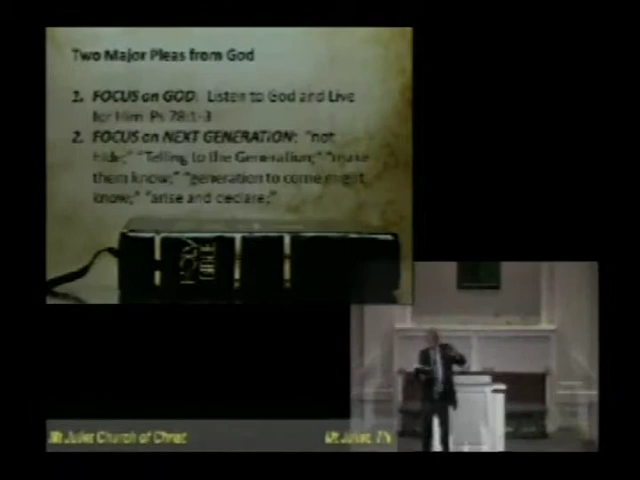 Two Major Pleas from God
1. FOCUS on GOD: Listen to God and Live
for Him Ps 78:1-3
2. FOCUS on NEXT GENERATION: "not
hide;" "Telling to the Generation;" "make
them know;" "generation to come might
know;" "arise and declare;"
HOLY
BIBLE
Mt Juliet Church of Christ
Mt Juliet, TN